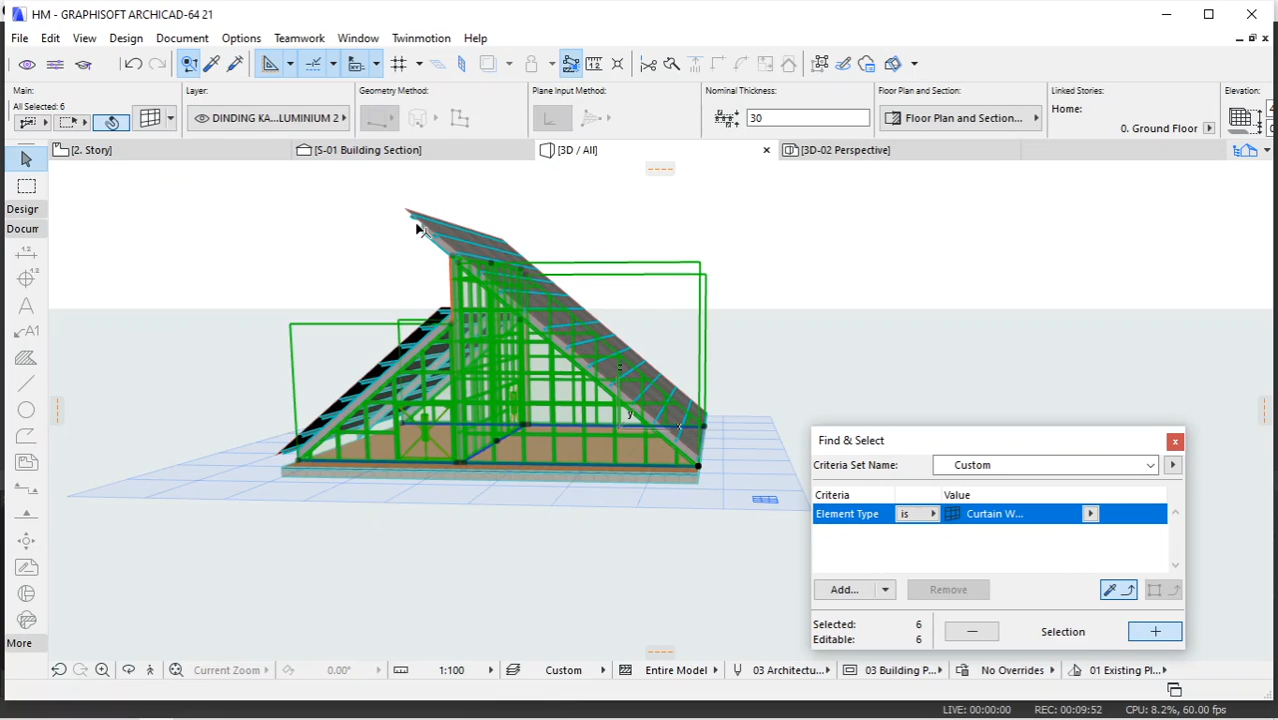 HM - GRAPHISOFT ARCHICAD-64 21
File Edit View Design Document Options Teamwork Window Twinmotion Help
Main: Layer: Geometry Method: Plane Input Method: Nominal Thickness: Floor Plan and Section: Linked Stories: Elevation:
All Selected: 6 Home:
DINDING KA...LUMINIUM 2 30 Floor Plan and Section... 0. Ground Floor
[2. Story] [S-01 Building Section] [3D / All] [3D-02 Perspective]
Design
Docum
A
A1
More
y
Find & Select
Criteria Set Name: Custom
Criteria Value
Element Type is Curtain W...
Add... Remove
Selected: 6
Editable: 6
Selection
Current Zoom 0.00° 1:100 Custom Entire Model 03 Architectu... 03 Building P... No Overrides 01 Existing Pl...
LIVE: 00:00:00 REC: 00:09:52 CPU: 8.2%, 60.00 fps